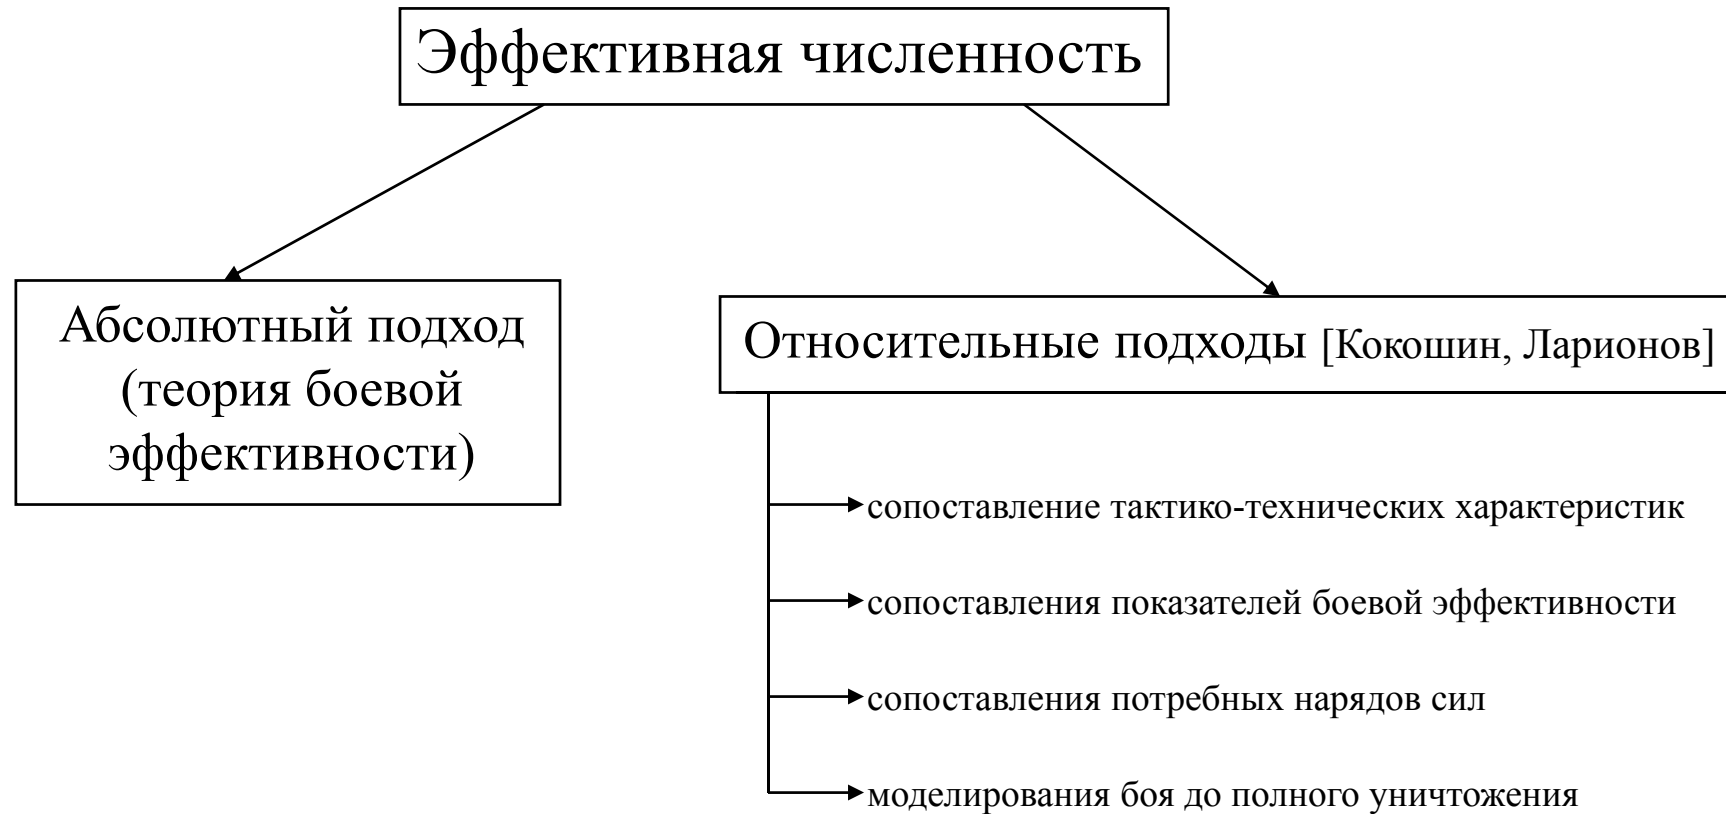 Эффективная численность
Абсолютный подход
(теория боевой
эффективности)
Относительные подходы [Кокошин, Ларионов]
сопоставление тактико-технических характеристик
сопоставления показателей боевой эффективности
сопоставления потребных нарядов сил
моделирования боя до полного уничтожения